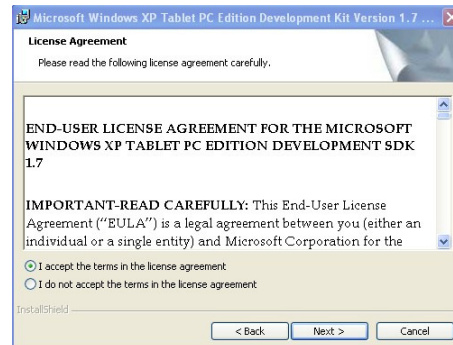 Microsoft Windows XP Tablet PC Edition Development Kit Version 1.7 ...
License Agreement
Please read the following license agreement carefully.
END-USER LICENSE AGREEMENT FOR THE MICROSOFT
WINDOWS XP TABLET PC EDITION DEVELOPMENT SDK
1.7
IMPORTANT-READ CAREFULLY: This End-User License
Agreement (“EULA”) is a legal agreement between you (either an
individual or a single entity) and Microsoft Corporation for the
I accept the terms in the license agreement
I do not accept the terms in the license agreement
InstallShield
< Back Next > Cancel